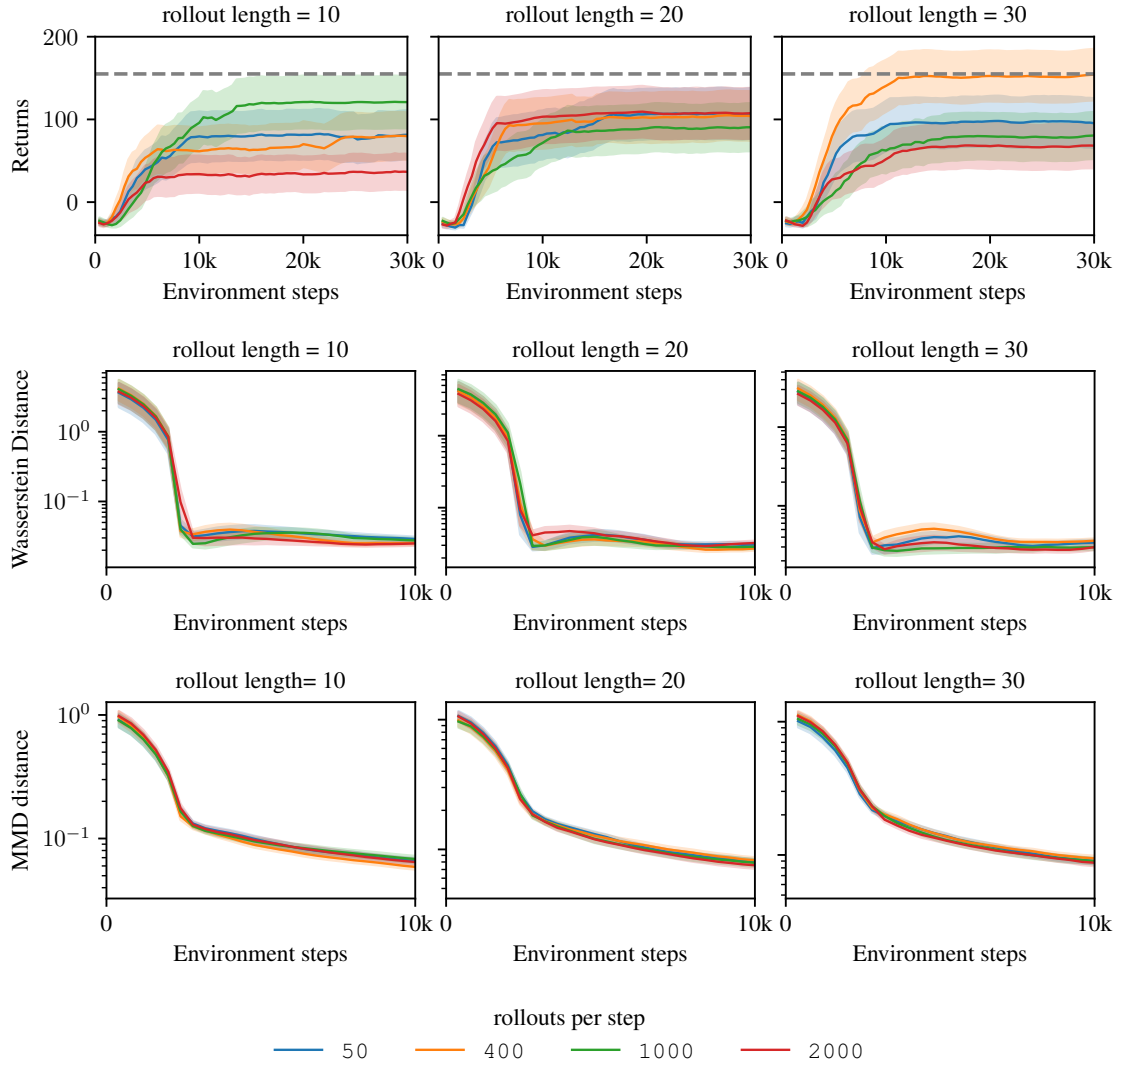 rollout length = 10 rollout length = 20 rollout length = 30
Returns
200
100
0
0 10k 20k 30k 0 10k 20k 30k 0 10k 20k 30k
Environment steps Environment steps Environment steps
rollout length = 10 rollout length = 20 rollout length = 30
Wasserstein Distance
10⁰
10⁻¹
0 10k 0 10k 0 10k
Environment steps Environment steps Environment steps
rollout length= 10 rollout length= 20 rollout length= 30
MMD distance
10⁰
10⁻¹
0 10k 0 10k 0 10k
Environment steps Environment steps Environment steps
rollouts per step
50 400 1000 2000